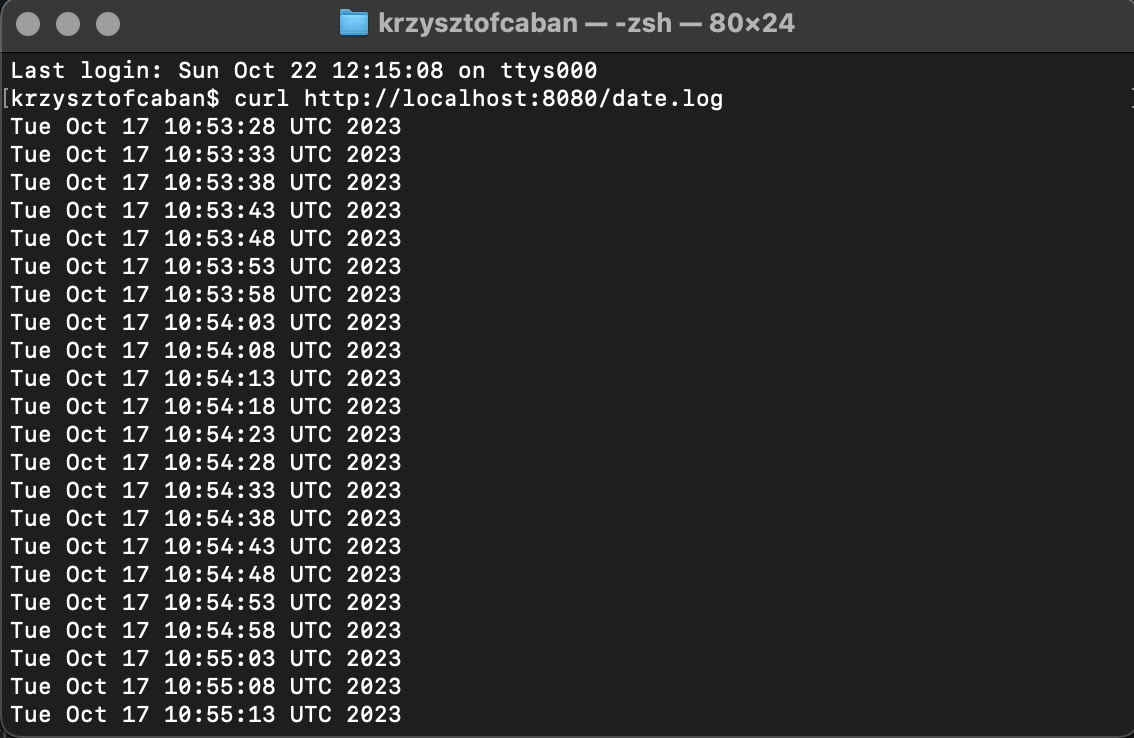 krzysztofcaban — -zsh — 80×24
Last login: Sun Oct 22 12:15:08 on ttys000
[krzysztofcaban$ curl http://localhost:8080/date.log ]
Tue Oct 17 10:53:28 UTC 2023
Tue Oct 17 10:53:33 UTC 2023
Tue Oct 17 10:53:38 UTC 2023
Tue Oct 17 10:53:43 UTC 2023
Tue Oct 17 10:53:48 UTC 2023
Tue Oct 17 10:53:53 UTC 2023
Tue Oct 17 10:53:58 UTC 2023
Tue Oct 17 10:54:03 UTC 2023
Tue Oct 17 10:54:08 UTC 2023
Tue Oct 17 10:54:13 UTC 2023
Tue Oct 17 10:54:18 UTC 2023
Tue Oct 17 10:54:23 UTC 2023
Tue Oct 17 10:54:28 UTC 2023
Tue Oct 17 10:54:33 UTC 2023
Tue Oct 17 10:54:38 UTC 2023
Tue Oct 17 10:54:43 UTC 2023
Tue Oct 17 10:54:48 UTC 2023
Tue Oct 17 10:54:53 UTC 2023
Tue Oct 17 10:54:58 UTC 2023
Tue Oct 17 10:55:03 UTC 2023
Tue Oct 17 10:55:08 UTC 2023
Tue Oct 17 10:55:13 UTC 2023